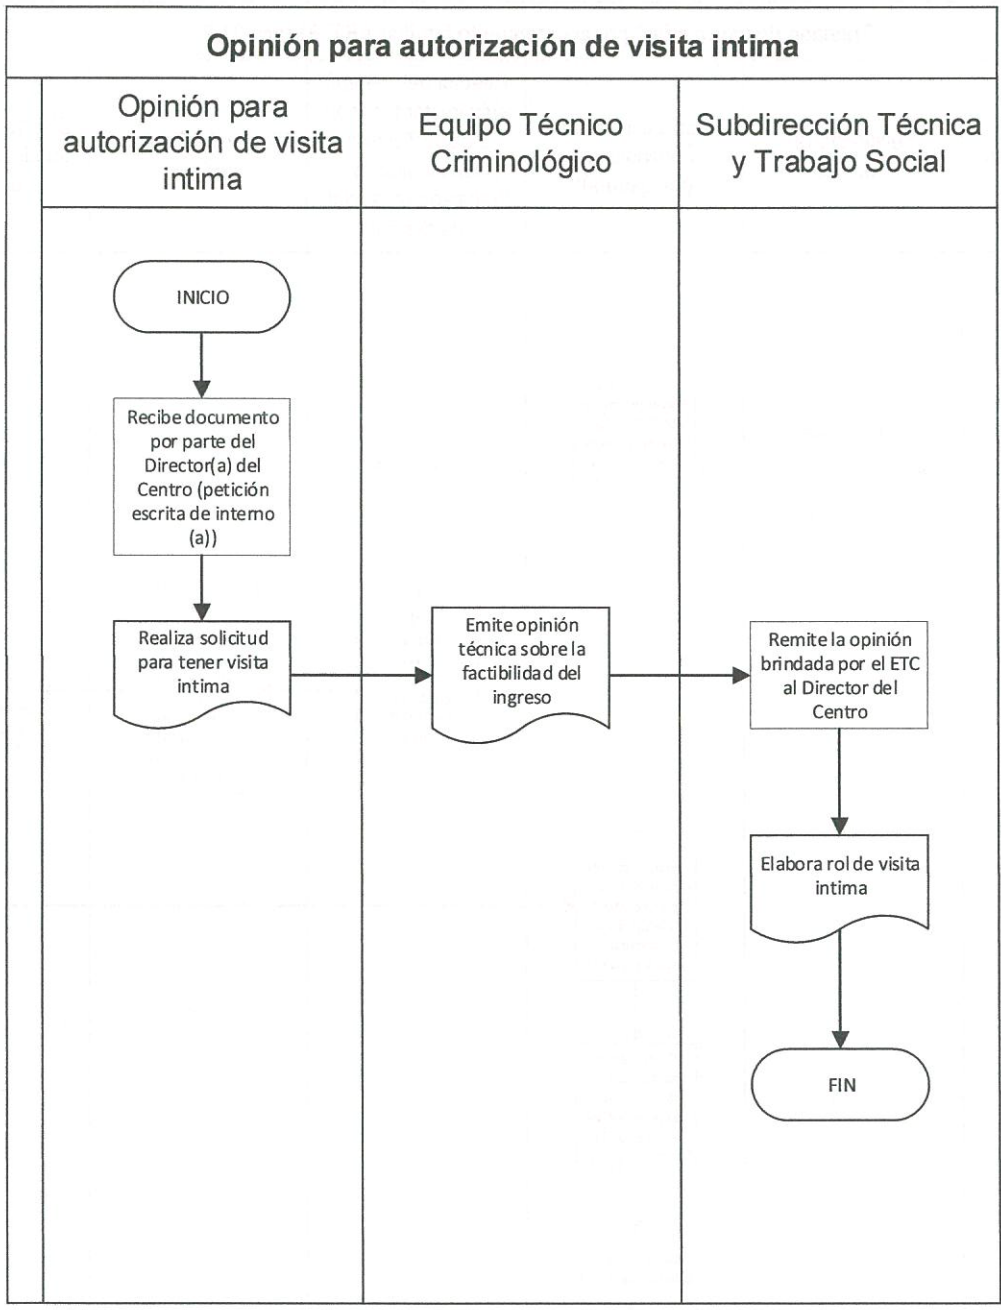 Opinión para autorización de visita intima
Opinión para
autorización de visita
intima
Equipo Técnico
Criminológico
Subdirección Técnica
y Trabajo Social
INICIO
Recibe documento
por parte del
Director(a) del
Centro (petición
escrita de interno
(a))
Realiza solicitud
para tener visita
intima
Emite opinión
técnica sobre la
factibilidad del
ingreso
Remite la opinión
brindada por el ETC
al Director del
Centro
Elabora rol de visita
intima
FIN